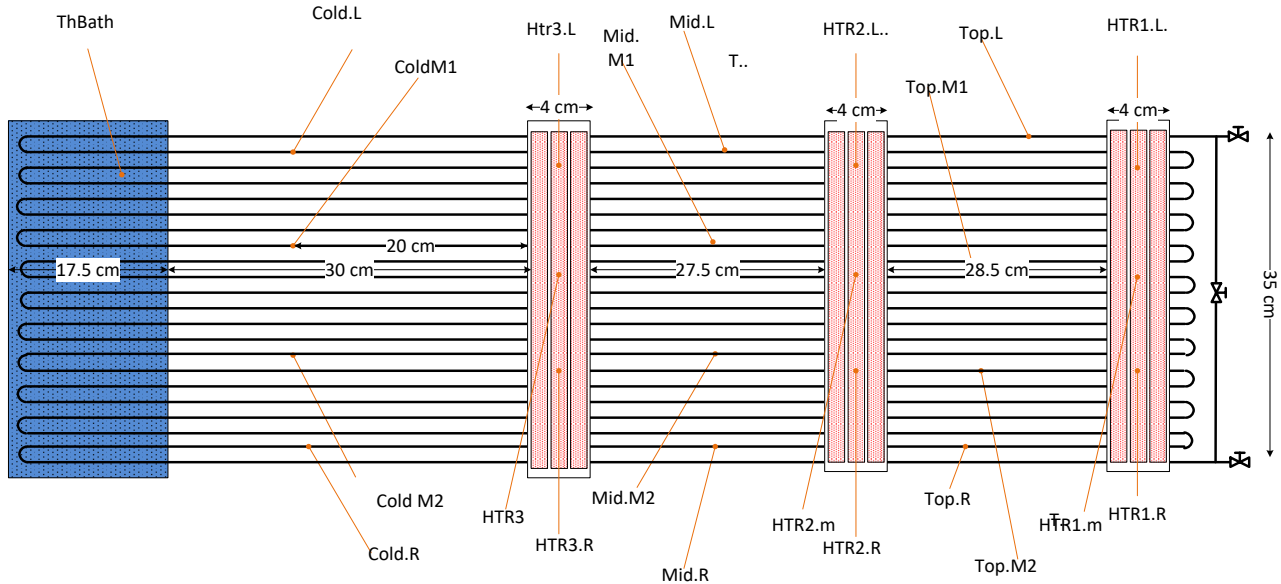 ThBath
Cold.L
ColdM1
Htr3.L
Mid.
M1
Mid.L
T..
HTR2.L..
Top.L
Top.M1
HTR1.L.
4 cm
4 cm
4 cm
20 cm
17.5 cm
30 cm
27.5 cm
28.5 cm
35 cm
Cold M2
Cold.R
HTR3
HTR3.R
Mid.M2
Mid.R
HTR2.m
HTR2.R
Top.R
Top.M2
T.
HTR1.m
HTR1.R